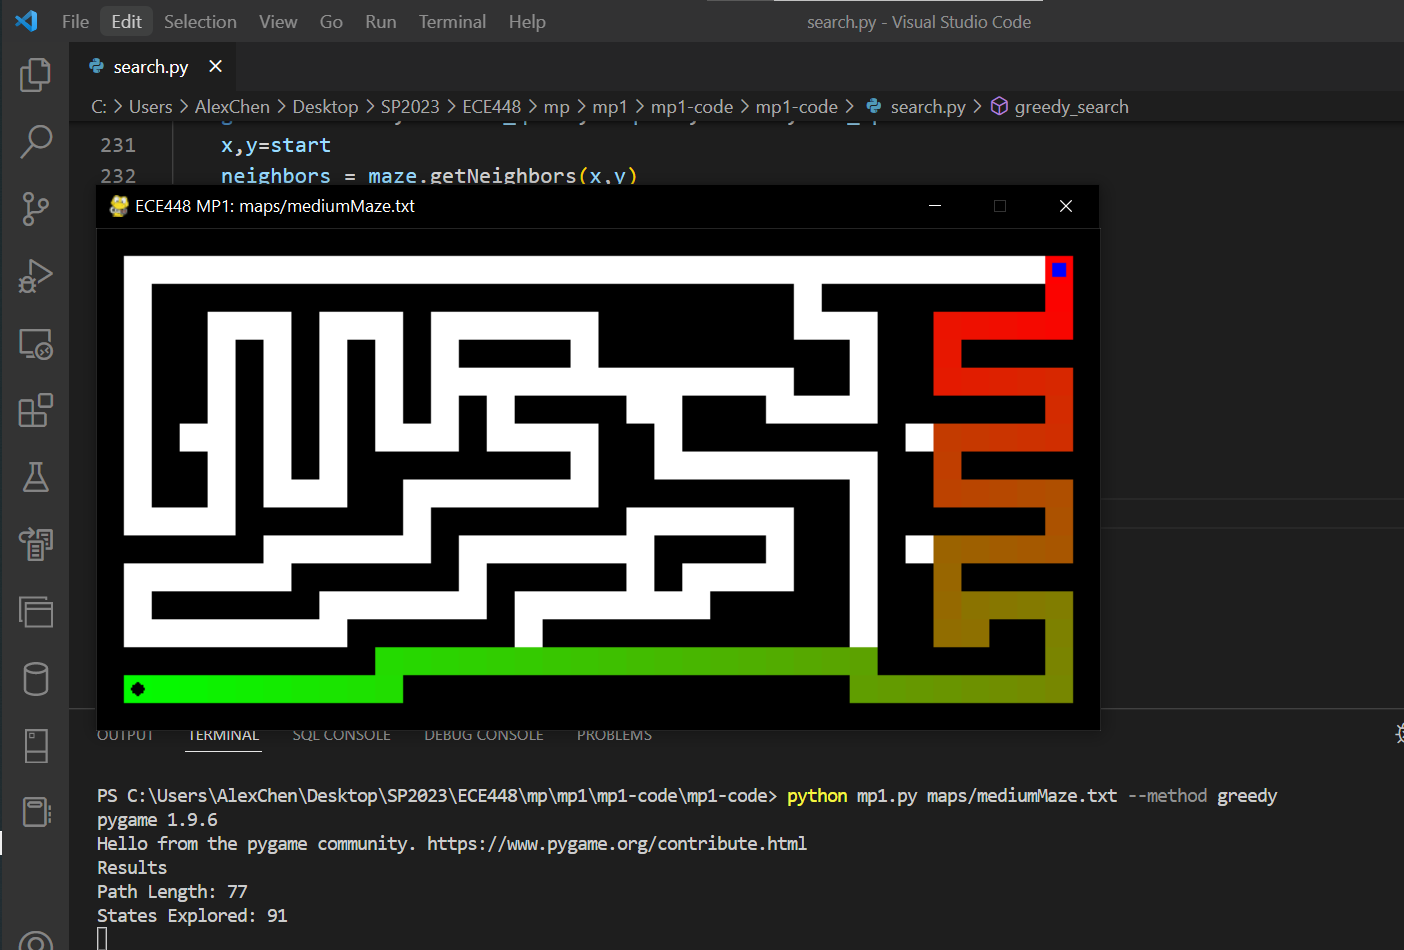 File Edit Selection View Go Run Terminal Help search.py - Visual Studio Code
search.py
C: > Users > AlexChen > Desktop > SP2023 > ECE448 > mp > mp1 > mp1-code > mp1-code > search.py > greedy_search
231 x,y=start
232 neighbors = maze.getNeighbors(x,y)
ECE448 MP1: maps/mediumMaze.txt
OUTPUT TERMINAL SQL CONSOLE DEBUG CONSOLE PROBLEMS
PS C:\Users\AlexChen\Desktop\SP2023\ECE448\mp\mp1\mp1-code\mp1-code> python mp1.py maps/mediumMaze.txt --method greedy
pygame 1.9.6
Hello from the pygame community. https://www.pygame.org/contribute.html
Results
Path Length: 77
States Explored: 91